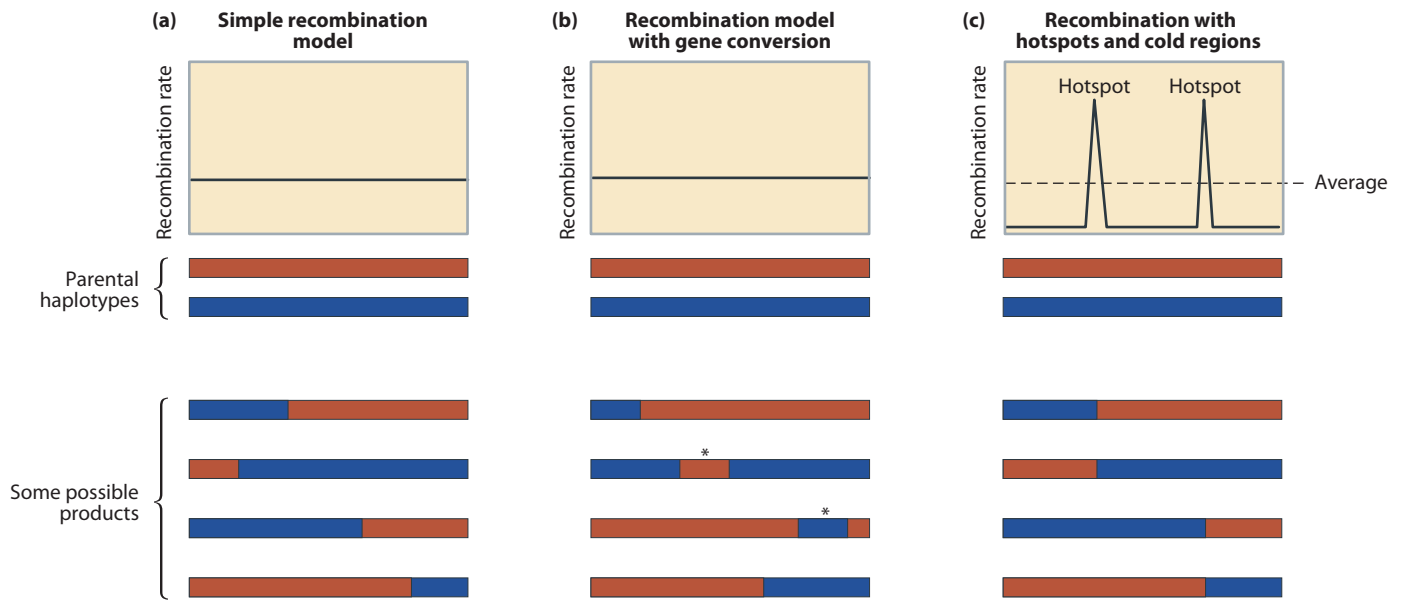 (a) Simple recombination
model
Recombination rate
(b) Recombination model
with gene conversion
Recombination rate
(c) Recombination with
hotspots and cold regions
Recombination rate
Hotspot Hotspot
Average
Parental
haplotypes
Some possible
products
*
*